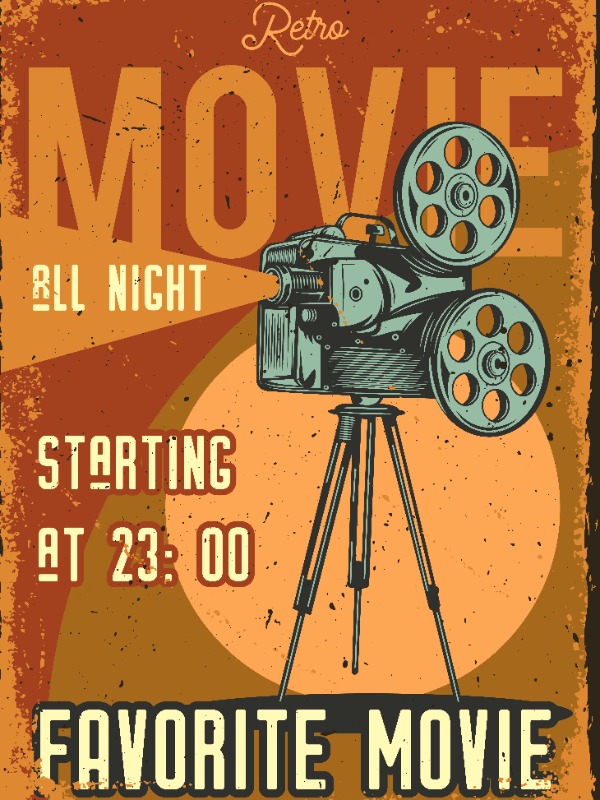 Retro
MOVIE
ALL NIGHT
STARTING
AT 23: 00
FAVORITE MOVIE